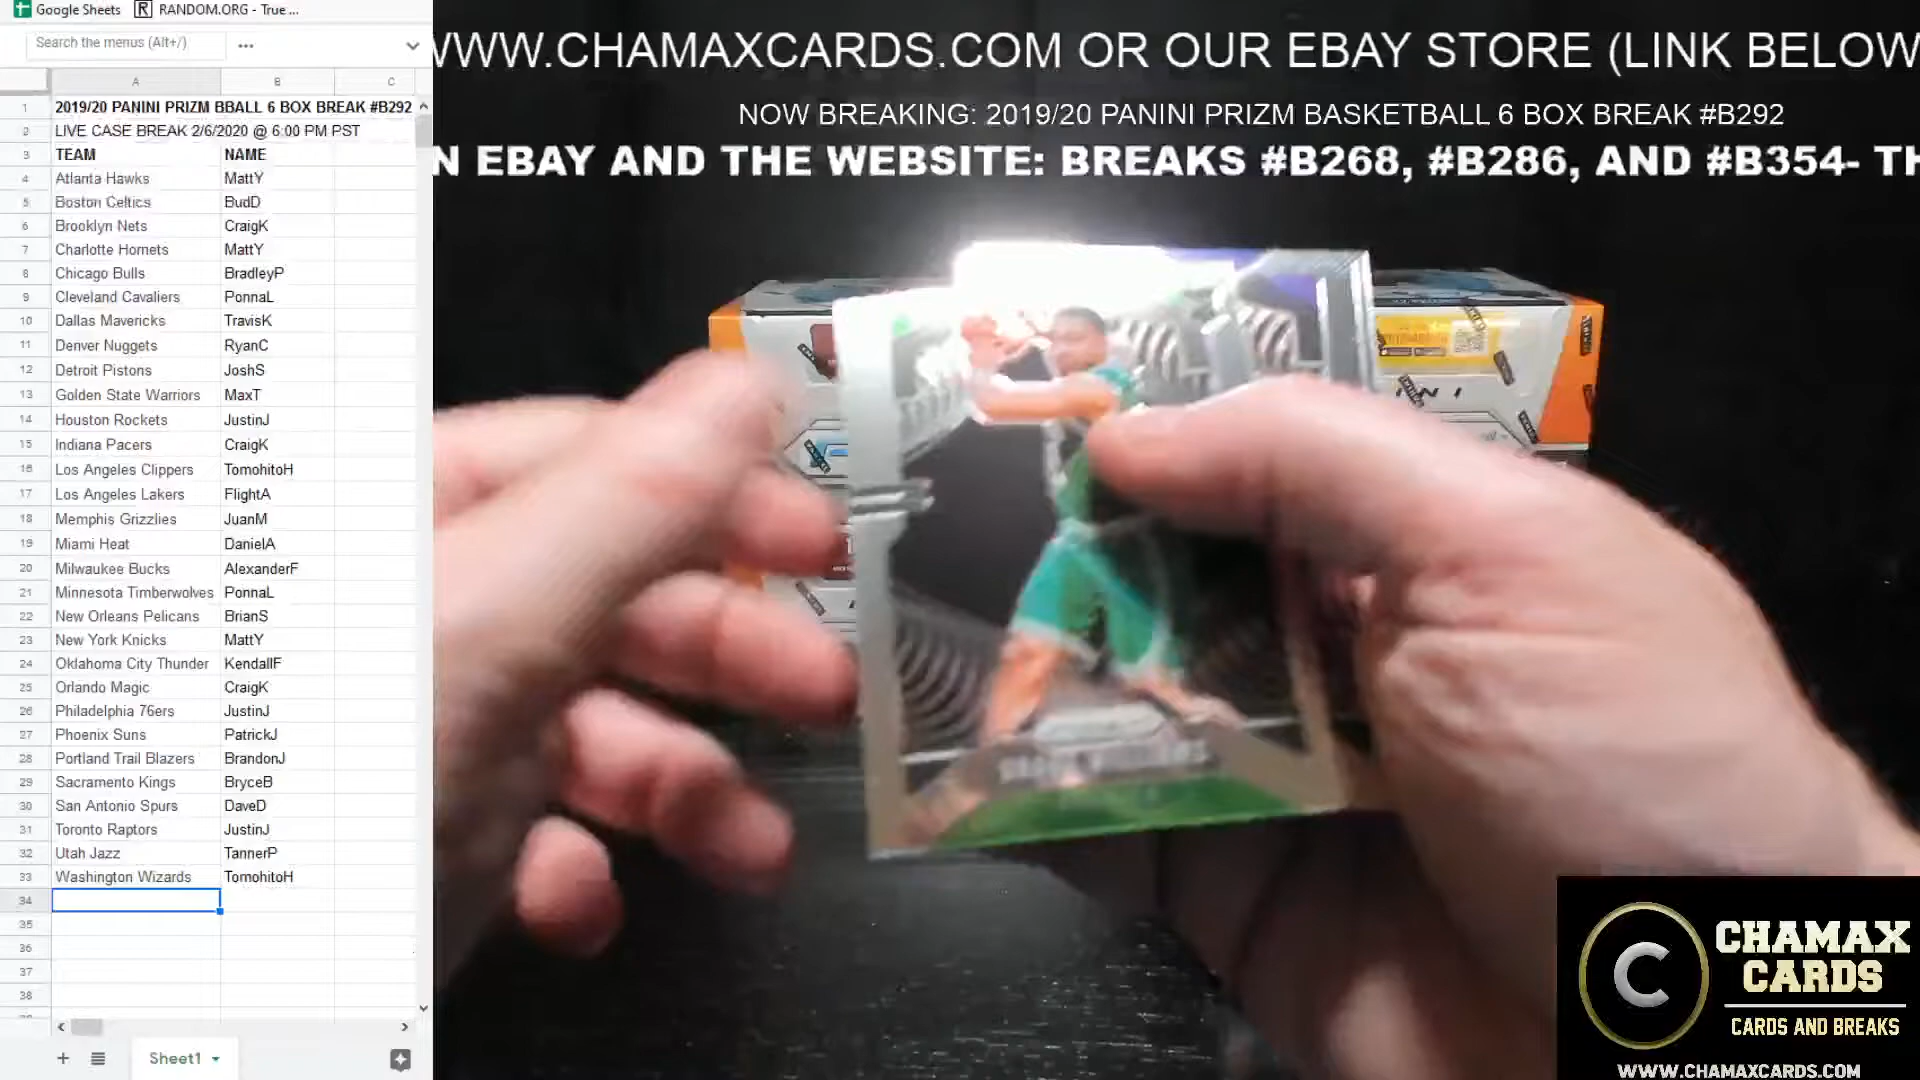 Google Sheets RANDOM.ORG - True ...
Search the menus (Alt+/)
A B C
1 2019/20 PANINI PRIZM BBALL 6 BOX BREAK #B292
2 LIVE CASE BREAK 2/6/2020 @ 6:00 PM PST
3 TEAM NAME
4 Atlanta Hawks MattY
5 Boston Celtics BudD
6 Brooklyn Nets CraigK
7 Charlotte Hornets MattY
8 Chicago Bulls BradleyP
9 Cleveland Cavaliers PonnaL
10 Dallas Mavericks TravisK
11 Denver Nuggets RyanC
12 Detroit Pistons JoshS
13 Golden State Warriors MaxT
14 Houston Rockets JustinJ
15 Indiana Pacers CraigK
16 Los Angeles Clippers TomohitoH
17 Los Angeles Lakers FlightA
18 Memphis Grizzlies JuanM
19 Miami Heat DanielA
20 Milwaukee Bucks AlexanderF
21 Minnesota Timberwolves PonnaL
22 New Orleans Pelicans BrianS
23 New York Knicks MattY
24 Oklahoma City Thunder KendallF
25 Orlando Magic CraigK
26 Philadelphia 76ers JustinJ
27 Phoenix Suns PatrickJ
28 Portland Trail Blazers BrandonJ
29 Sacramento Kings BryceB
30 San Antonio Spurs DaveD
31 Toronto Raptors JustinJ
32 Utah Jazz TannerP
33 Washington Wizards TomohitoH
34
35
36
37
38
Sheet1
WWW.CHAMAXCARDS.COM OR OUR EBAY STORE (LINK BELOW
NOW BREAKING: 2019/20 PANINI PRIZM BASKETBALL 6 BOX BREAK #B292
N EBAY AND THE WEBSITE: BREAKS #B268, #B286, AND #B354- TH
C
CHAMAX
CARDS
CARDS AND BREAKS
WWW.CHAMAXCARDS.COM